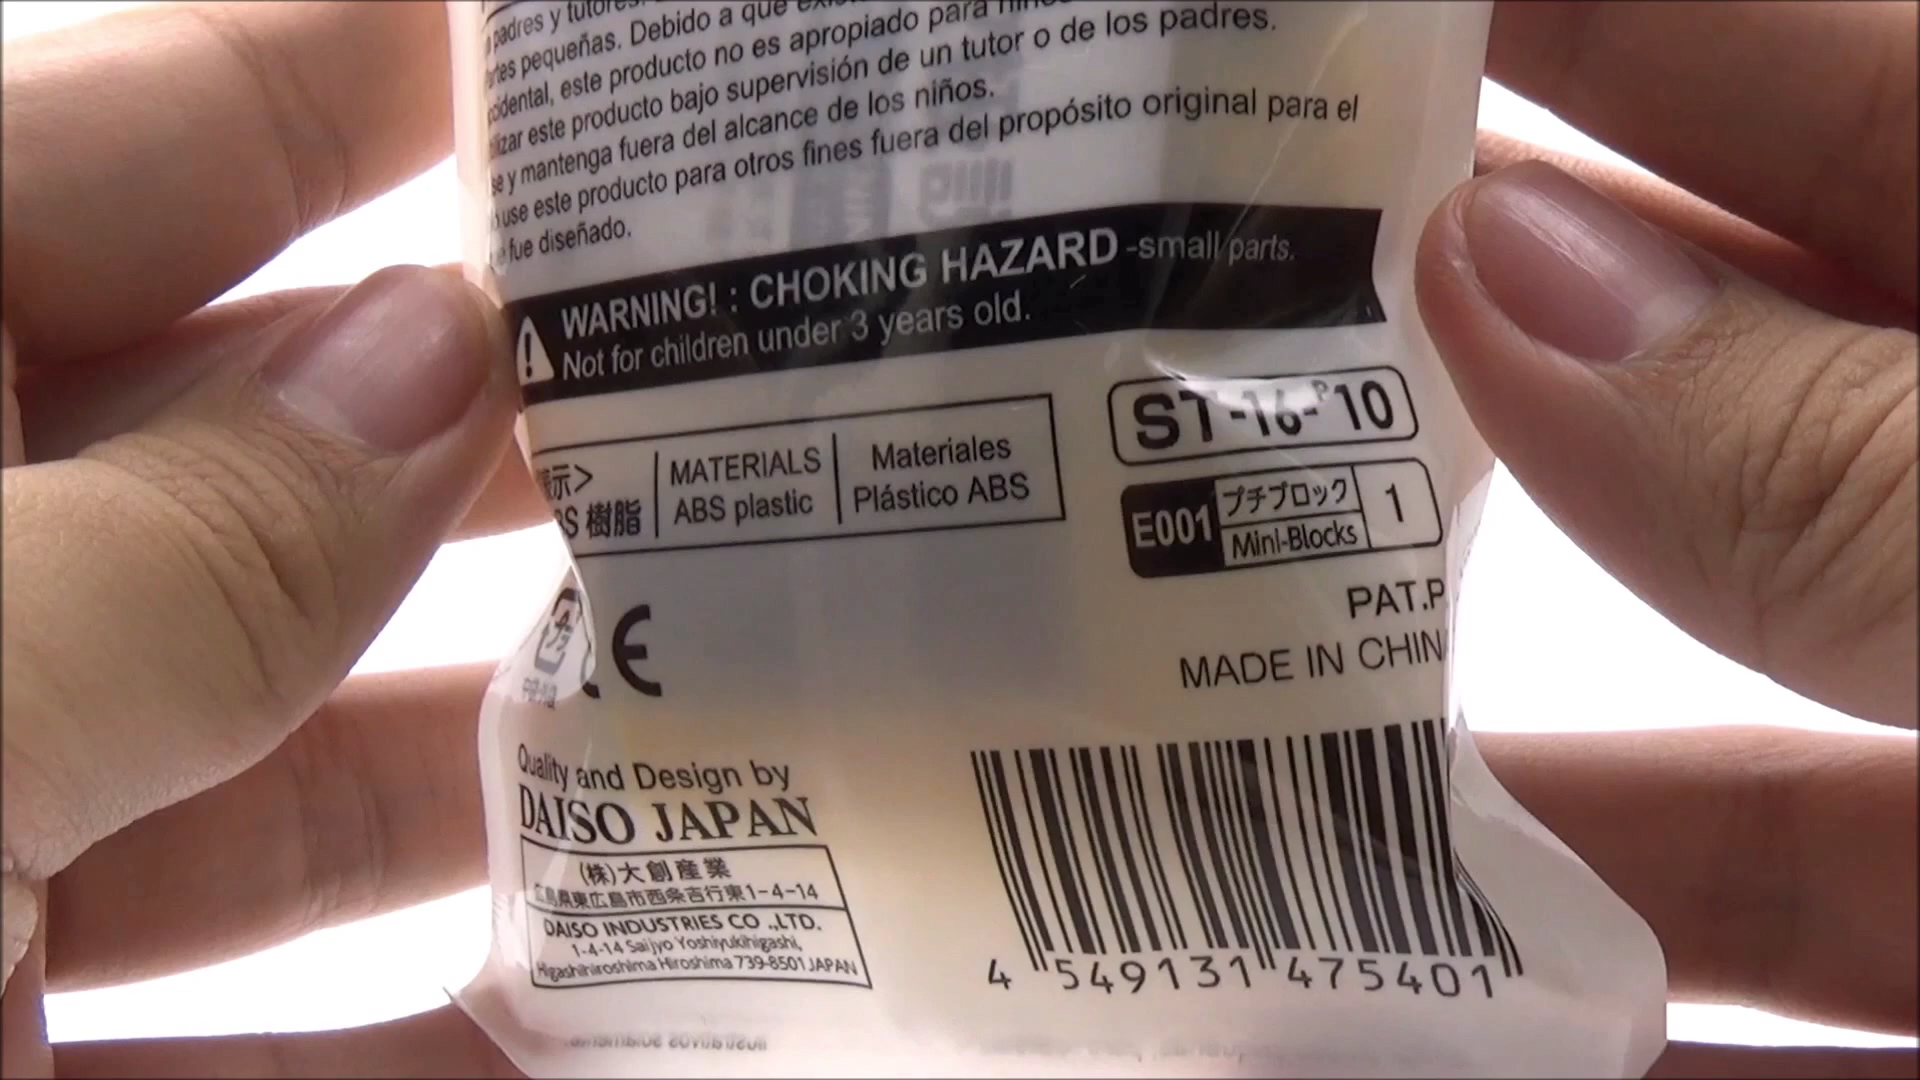 padres y tutores.
pequeñas. Debido a que
este producto no es apropiado para
este producto bajo supervisión de un tutor o de los padres.
se y mantenga fuera del alcance de los niños.
use este producto para otros fines fuera del propósito original para el
fue diseñado.
WARNING! : CHOKING HAZARD -small parts.
Not for children under 3 years old.
示>
樹脂
MATERIALS
ABS plastic
Materiales
Plástico ABS
ST-16-P10
E001
プチブロック
Mini-Blocks
1
CE
PAT.P
MADE IN CHIN
Quality and Design by
DAISO JAPAN
(株)大創産業
広島県東広島市西条吉行東1-4-14
DAISO INDUSTRIES CO .,LTD.
1-4-14 Saijyo Yoshiyukihigashi,
Higashihiroshima Hiroshima 739-8501 JAPAN
4 549131 475401